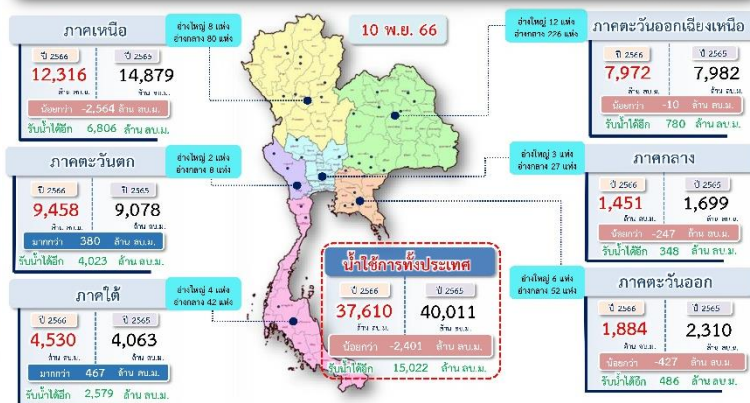 ภาคเหนือ
ปี 2566 ปี 2565
12,316 14,879
ล้าน ลบ.ม. ล้าน ลบ.ม.
น้อยกว่า -2,564 ล้าน ลบ.ม.
รับน้ำได้อีก 6,806 ล้าน ลบ.ม.
อ่างใหญ่ 8 แห่ง
อ่างกลาง 80 แห่ง
10 พ.ย. 66
อ่างใหญ่ 12 แห่ง
อ่างกลาง 226 แห่ง
ภาคตะวันออกเฉียงเหนือ
ปี 2566 ปี 2565
7,972 7,982
ล้าน ลบ.ม. ล้าน ลบ.ม.
น้อยกว่า -10 ล้าน ลบ.ม.
รับน้ำได้อีก 780 ล้าน ลบ.ม.
ภาคตะวันตก
ปี 2566 ปี 2565
9,458 9,078
ล้าน ลบ.ม. ล้าน ลบ.ม.
มากกว่า 380 ล้าน ลบ.ม.
รับน้ำได้อีก 4,023 ล้าน ลบ.ม.
อ่างใหญ่ 2 แห่ง
อ่างกลาง 8 แห่ง
อ่างใหญ่ 3 แห่ง
อ่างกลาง 27 แห่ง
ภาคกลาง
ปี 2566 ปี 2565
1,451 1,699
ล้าน ลบ.ม. ล้าน ลบ.ม.
น้อยกว่า -247 ล้าน ลบ.ม.
รับน้ำได้อีก 348 ล้าน ลบ.ม.
ภาคใต้
ปี 2566 ปี 2565
4,530 4,063
ล้าน ลบ.ม. ล้าน ลบ.ม.
มากกว่า 467 ล้าน ลบ.ม.
รับน้ำได้อีก 2,579 ล้าน ลบ.ม.
อ่างใหญ่ 4 แห่ง
อ่างกลาง 42 แห่ง
น้ำใช้การทั้งประเทศ
ปี 2566 ปี 2565
37,610 40,011
ล้าน ลบ.ม. ล้าน ลบ.ม.
น้อยกว่า -2,401 ล้าน ลบ.ม.
รับน้ำได้อีก 15,022 ล้าน ลบ.ม.
อ่างใหญ่ 6 แห่ง
อ่างกลาง 52 แห่ง
ภาคตะวันออก
ปี 2566 ปี 2565
1,884 2,310
ล้าน ลบ.ม. ล้าน ลบ.ม.
น้อยกว่า -427 ล้าน ลบ.ม.
รับน้ำได้อีก 486 ล้าน ลบ.ม.